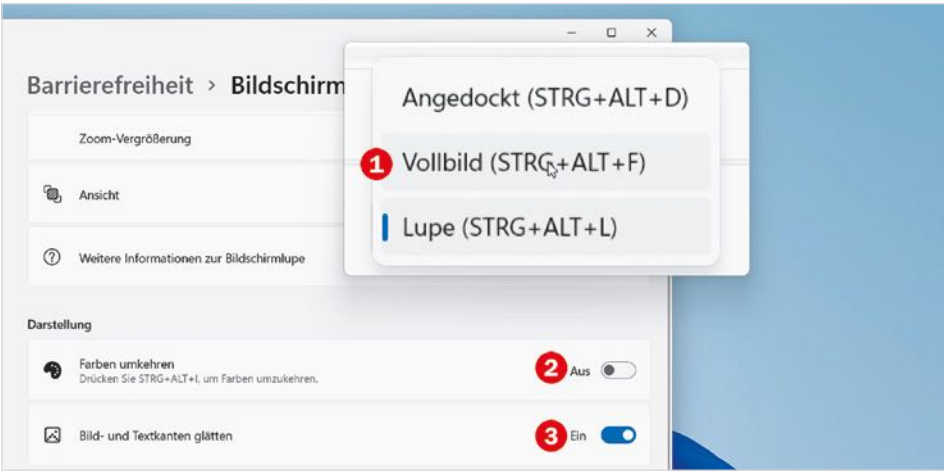 Barrierefreiheit > Bildschirm
Angedockt (STRG+ALT+D)
1 Vollbild (STRG+ALT+F)
Lupe (STRG+ALT+L)
Zoom-Vergrößerung
Ansicht
Weitere Informationen zur Bildschirmlupe
Darstellung
Farben umkehren
Drücken Sie STRG+ALT+I, um Farben umzukehren.
2 Aus
Bild- und Textkanten glätten
3 Ein